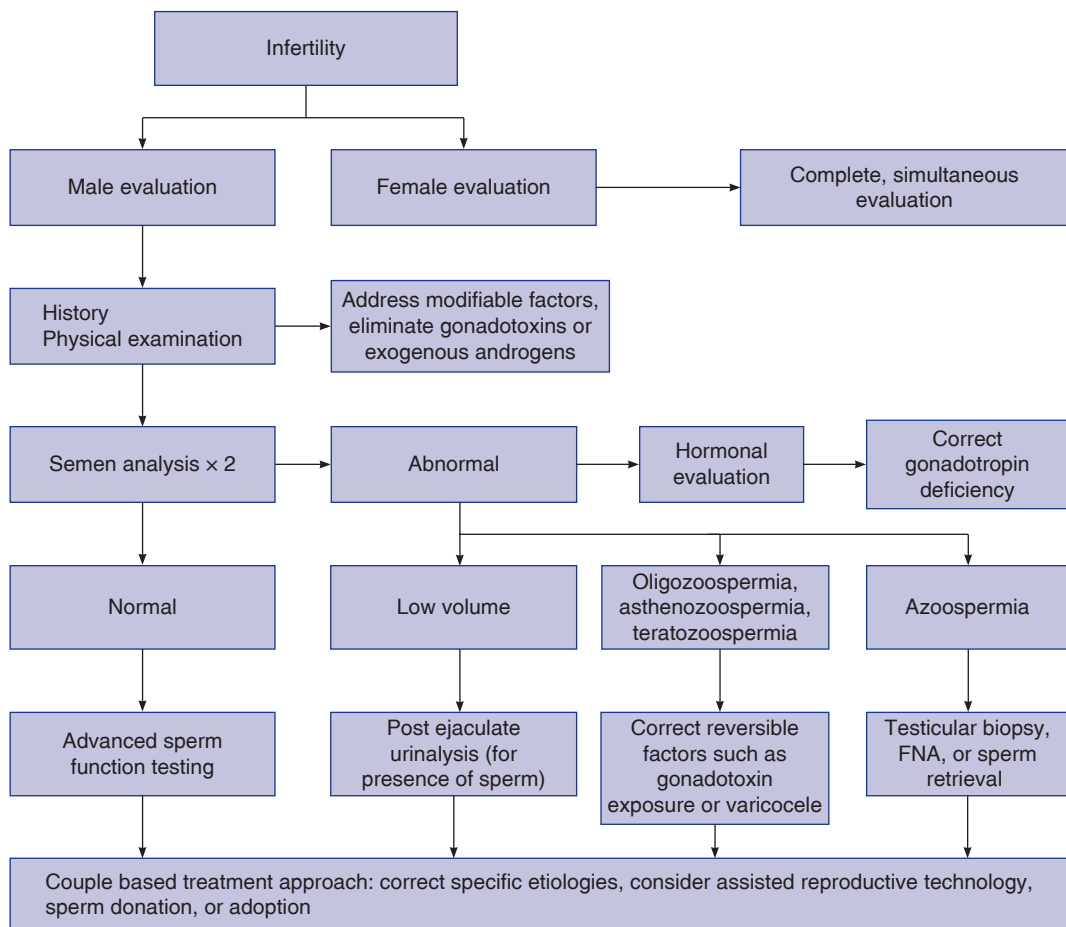 Infertility
Male evaluation
Female evaluation
Complete, simultaneous
evaluation
History
Physical examination
Address modifiable factors,
eliminate gonadotoxins or
exogenous androgens
Semen analysis × 2
Abnormal
Hormonal
evaluation
Correct
gonadotropin
deficiency
Normal
Low volume
Oligozoospermia,
asthenozoospermia,
teratozoospermia
Azoospermia
Advanced sperm
function testing
Post ejaculate
urinalysis (for
presence of sperm)
Correct reversible
factors such as
gonadotoxin
exposure or varicocele
Testicular biopsy,
FNA, or sperm
retrieval
Couple based treatment approach: correct specific etiologies, consider assisted reproductive technology,
sperm donation, or adoption